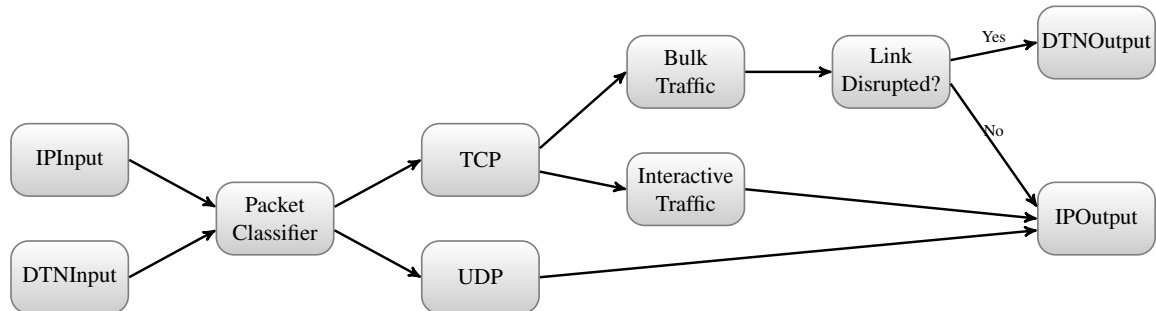 DTNOutput
Yes
Bulk
Traffic
Link
Disrupted?
No
IPInput
TCP
Interactive
Traffic
Packet
Classifier
IPOutput
DTNInput
UDP